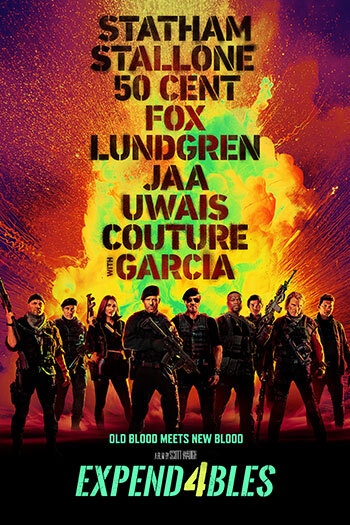 STATHAM
STALLONE
50 CENT
FOX
LUNDGREN
JAA
UWAIS
COUTURE
WITH GARCIA
OLD BLOOD MEETS NEW BLOOD
A FILM BY SCOTT WAUGH
EXPEND4BLES